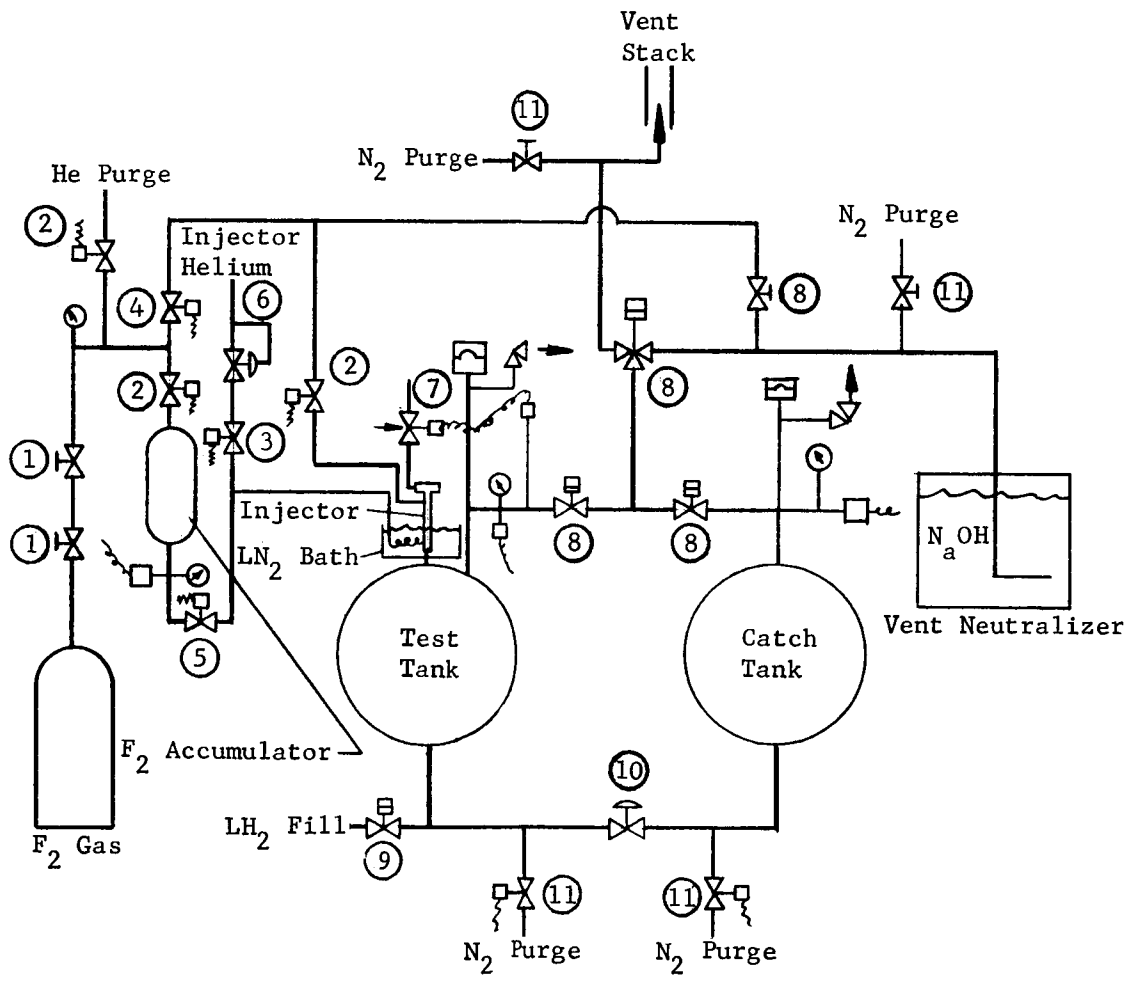 Vent
Stack
11
N2 Purge
He Purge
2
N2 Purge
Injector
Helium
4
6
8
11
2
2
7
8
1
3
Injector
NaOH
1
LN2 Bath
8
8
Vent Neutralizer
5
Test
Tank
Catch
Tank
F2 Accumulator
10
LH2 Fill
F2 Gas
9
11
11
N2 Purge
N2 Purge